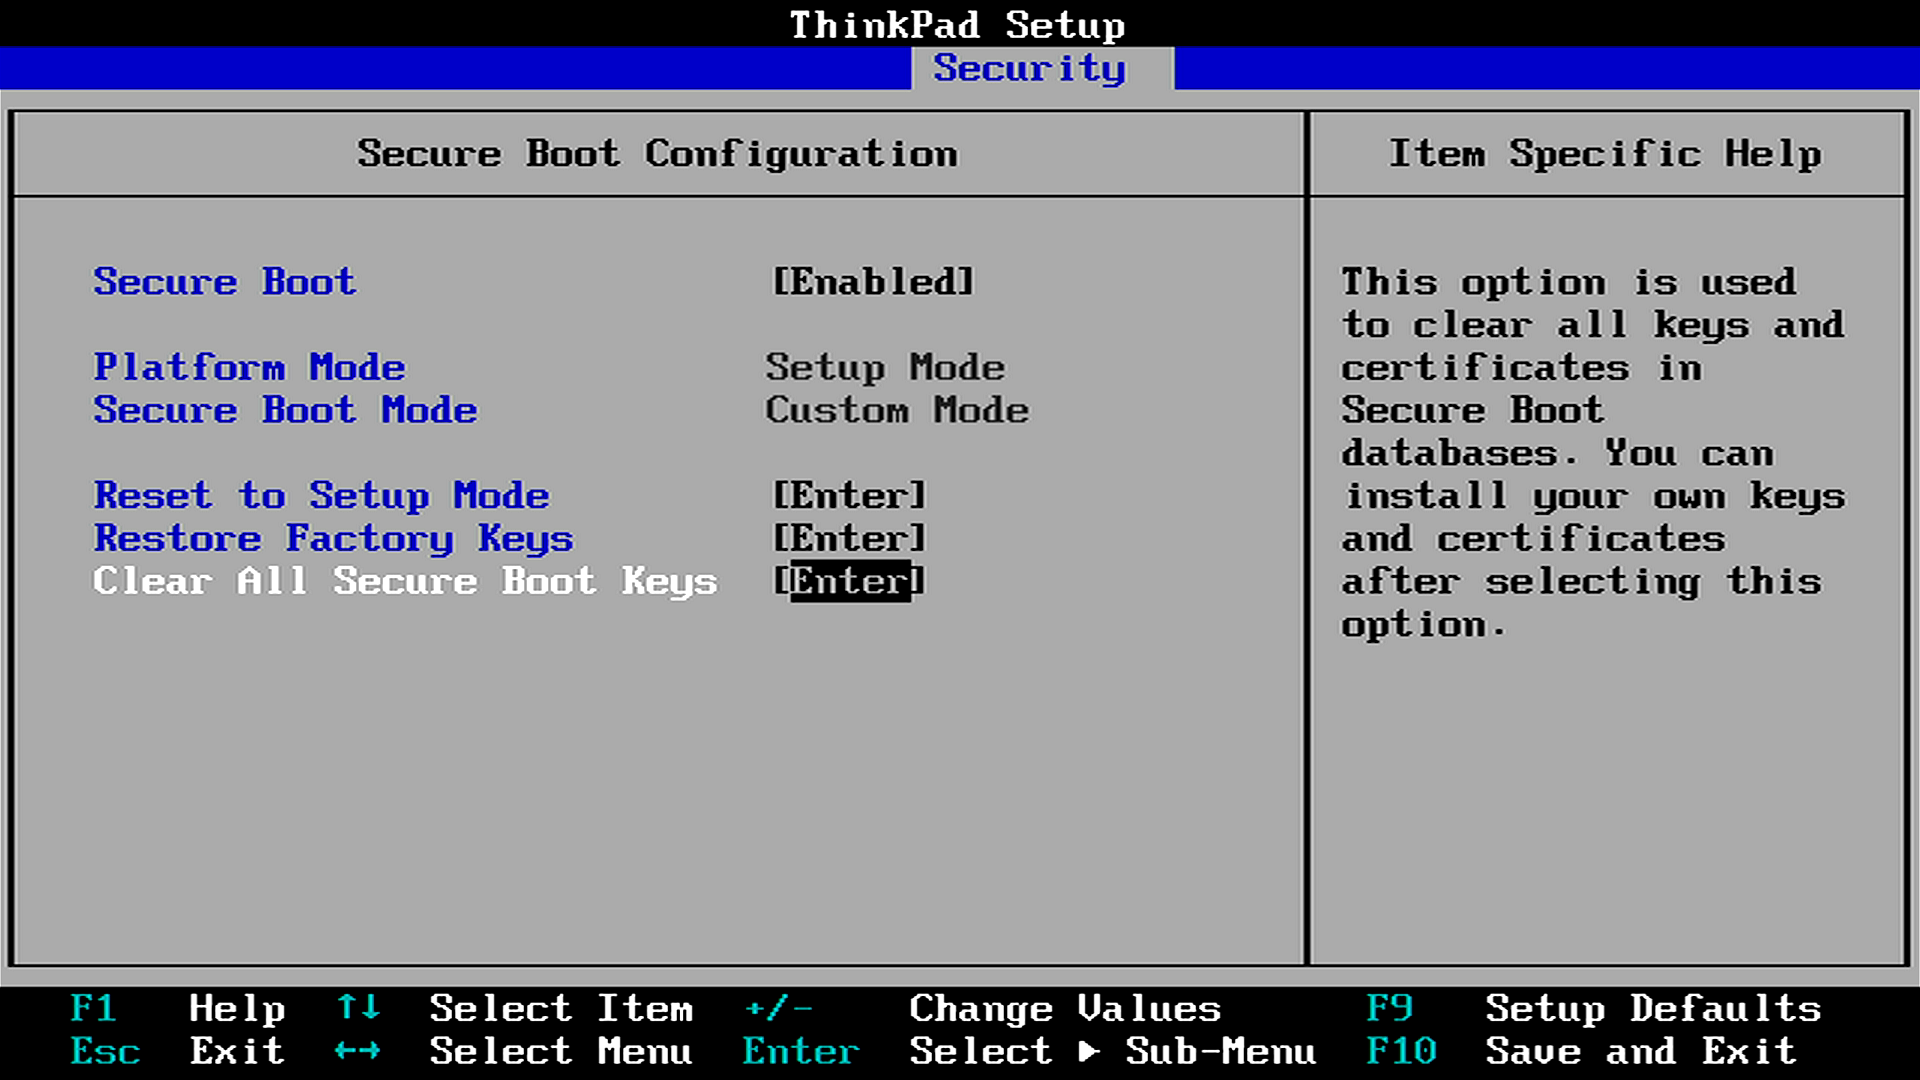 ThinkPad Setup
Security
Secure Boot Configuration
Item Specific Help
Secure Boot [Enabled]
Platform Mode Setup Mode
Secure Boot Mode Custom Mode
Reset to Setup Mode [Enter]
Restore Factory Keys [Enter]
Clear All Secure Boot Keys [Enter]
This option is used
to clear all keys and
certificates in
Secure Boot
databases. You can
install your own keys
and certificates
after selecting this
option.
F1 Help ↑↓ Select Item +/- Change Values F9 Setup Defaults
Esc Exit ←→ Select Menu Enter Select ▶ Sub-Menu F10 Save and Exit